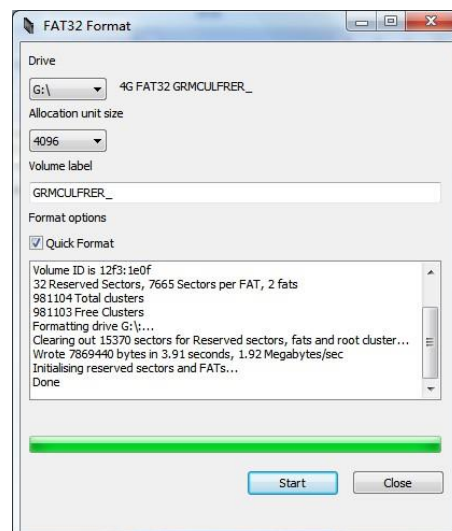 FAT32 Format
Drive
G:\ 4G FAT32 GRMCULFRER_
Allocation unit size
4096
Volume label
GRMCULFRER_
Format options
Quick Format
Volume ID is 12f3:1e0f
32 Reserved Sectors, 7665 Sectors per FAT, 2 fats
981104 Total clusters
981103 Free Clusters
Formatting drive G:\:...
Clearing out 15370 sectors for Reserved sectors, fats and root cluster...
Wrote 7869440 bytes in 3.91 seconds, 1.92 Megabytes/sec
Initialising reserved sectors and FATs...
Done
Start Close